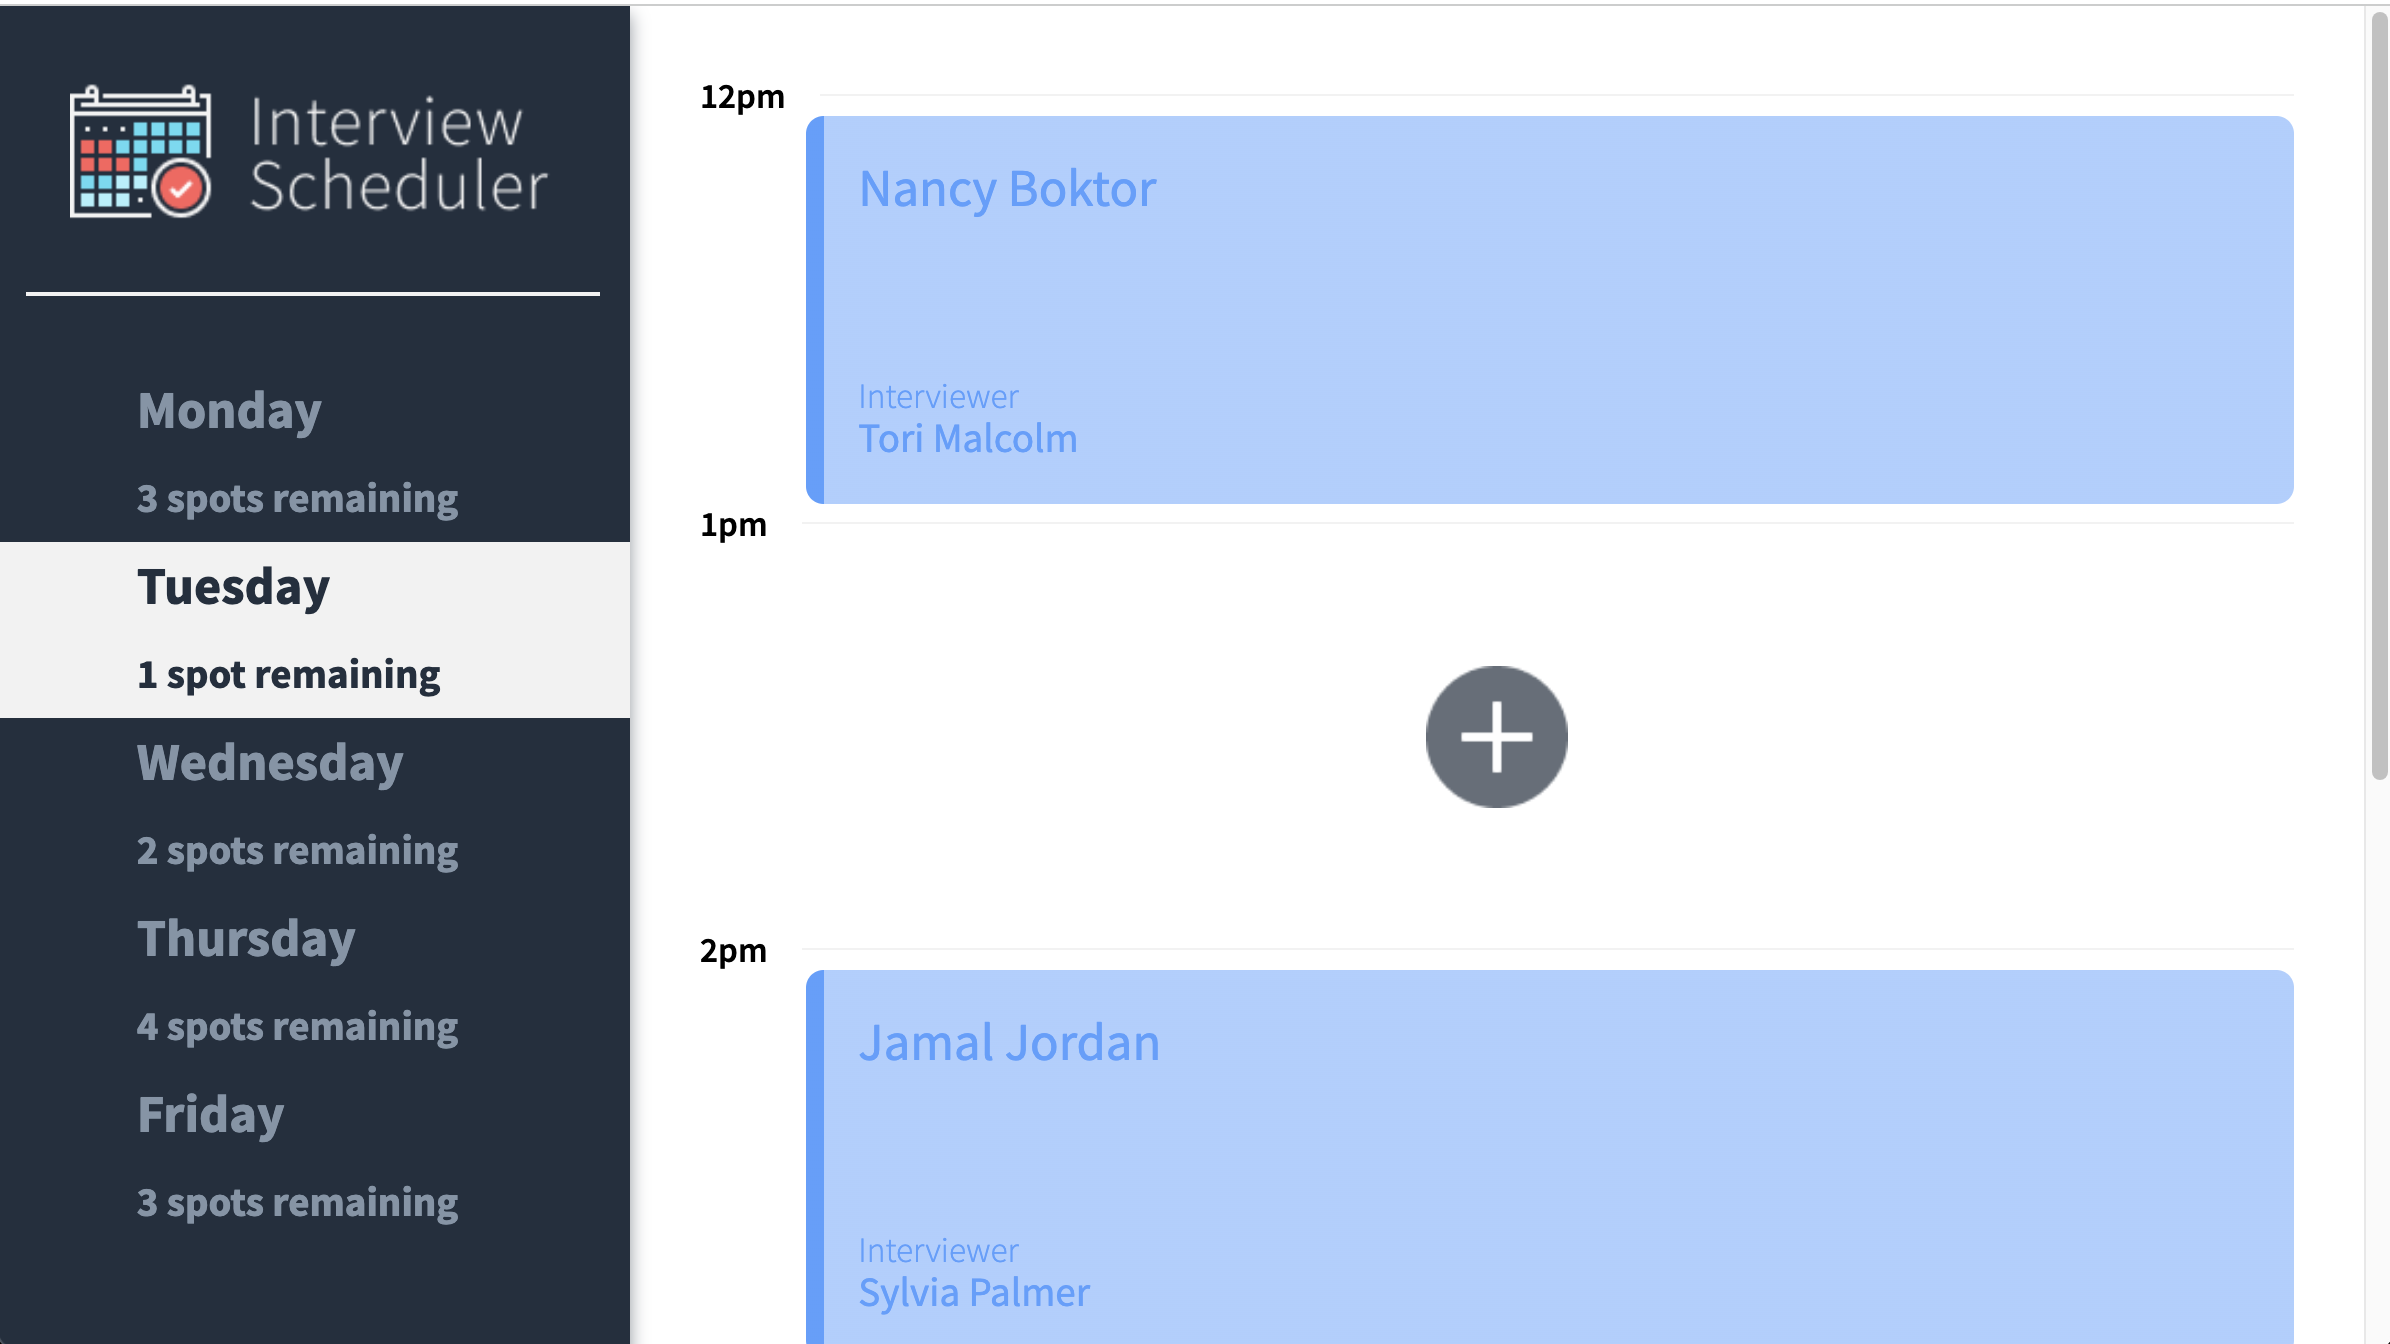 Interview
Scheduler
Monday
3 spots remaining
Tuesday
1 spot remaining
Wednesday
2 spots remaining
Thursday
4 spots remaining
Friday
3 spots remaining
12pm
Nancy Boktor
Interviewer
Tori Malcolm
1pm
2pm
Jamal Jordan
Interviewer
Sylvia Palmer